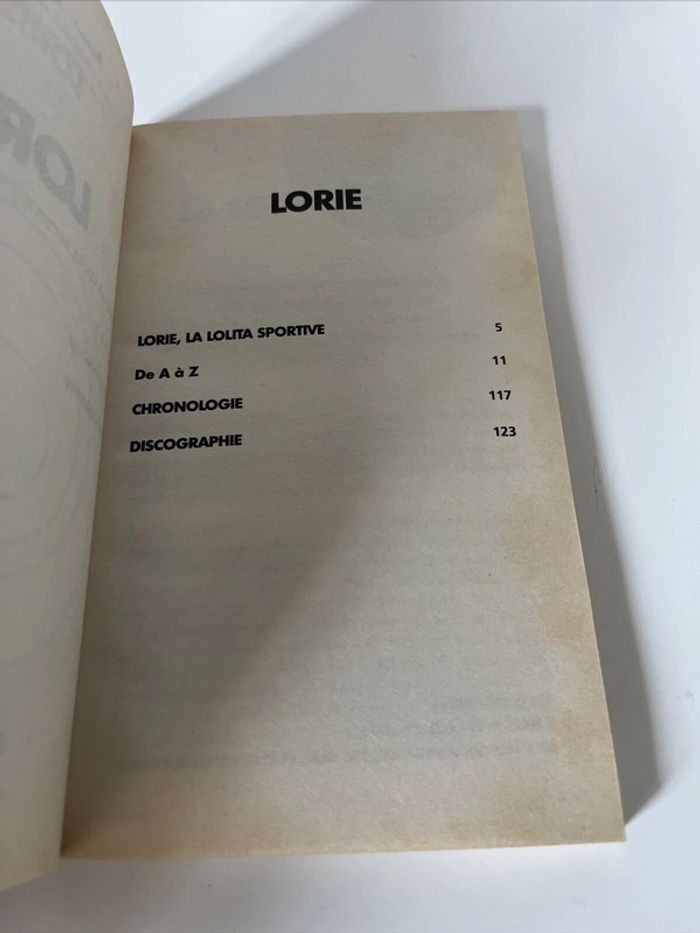 LORIE
LORIE, LA LOLITA SPORTIVE 5
De A à Z 11
CHRONOLOGIE 117
DISCOGRAPHIE 123